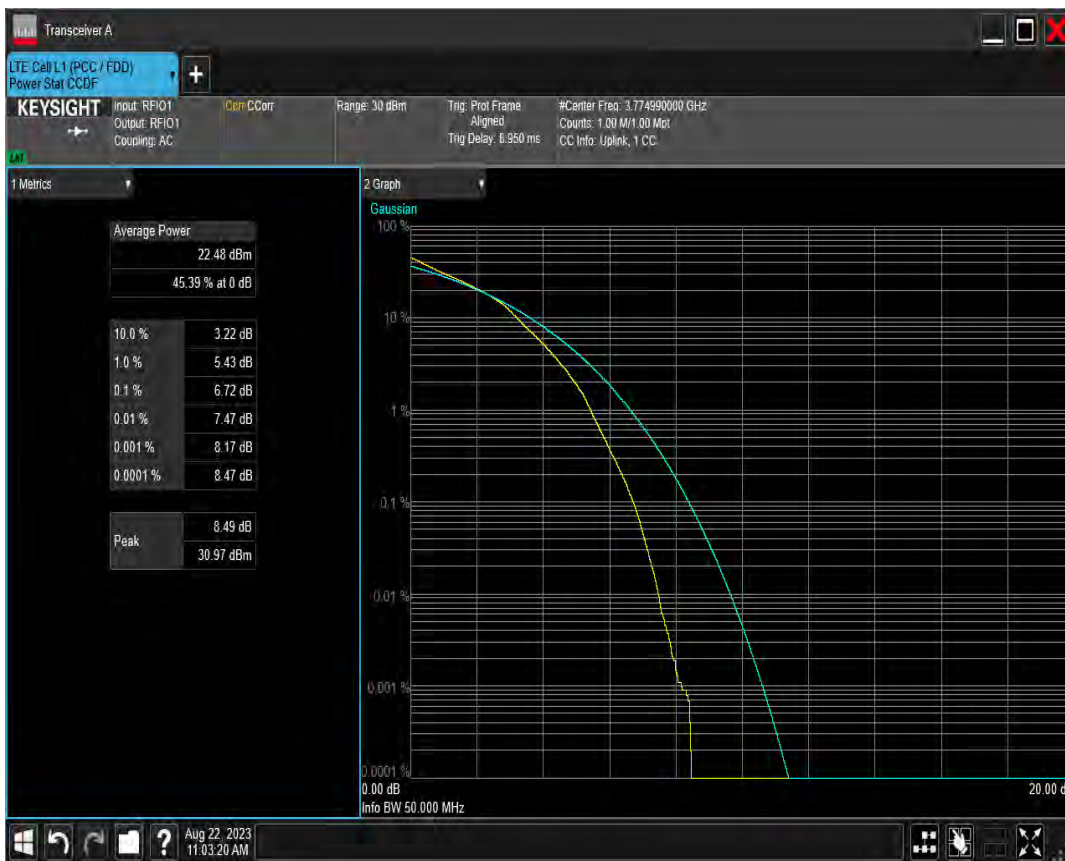 Transceiver A
LTE Cell L1 (PCC / FDD)
Power Stat CCDF
+
KEYSIGHT
LNI
Input: RFIO1
Output: RFIO1
Coupling: AC
Corr CCorr
Range: 30 dBm
Trig: Prot Frame
Aligned
Trig Delay: 6.950 ms
#Center Freq: 3.774990000 GHz
Counts: 1.00 M/1.00 Mpt
CC Info: Uplink, 1 CC
1 Metrics
Average Power
22.48 dBm
45.39 % at 0 dB
10.0 % 3.22 dB
1.0 % 5.43 dB
0.1 % 6.72 dB
0.01 % 7.47 dB
0.001 % 8.17 dB
0.0001 % 8.47 dB
Peak
8.49 dB
30.97 dBm
2 Graph
Gaussian
100 %
10 %
1 %
0.1 %
0.01 %
0.001 %
0.0001 %
0.00 dB
20.00 d
Info BW 50.000 MHz
?
Aug 22, 2023
11:03:20 AM